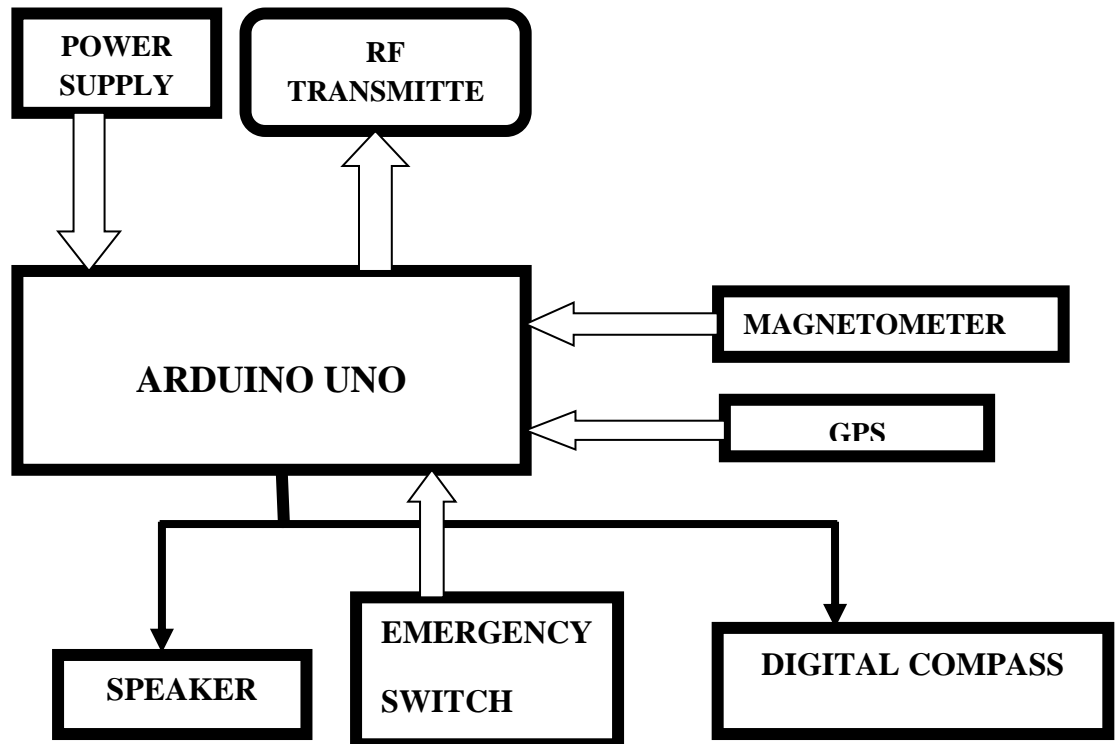 POWER
SUPPLY
RF
TRANSMITTE
ARDUINO UNO
MAGNETOMETER
GPS
EMERGENCY
SWITCH
SPEAKER
DIGITAL COMPASS